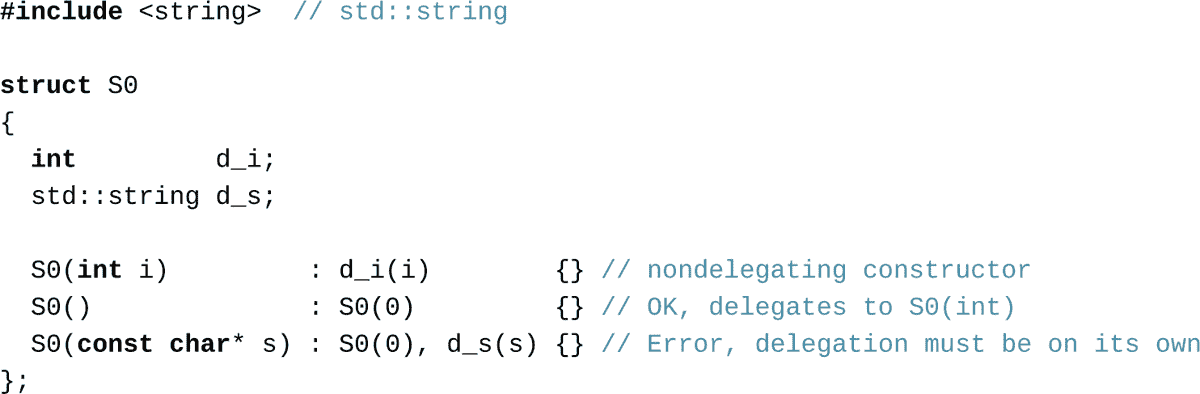 #include <string>  // std::string

struct S0
{
  int         d_i;
  std::string d_s;

  S0(int i)         : d_i(i)        {} // nondelegating constructor
  S0()              : S0(0)         {} // OK, delegates to S0(int)
  S0(const char* s) : S0(0), d_s(s) {} // Error, delegation must be on its own
};